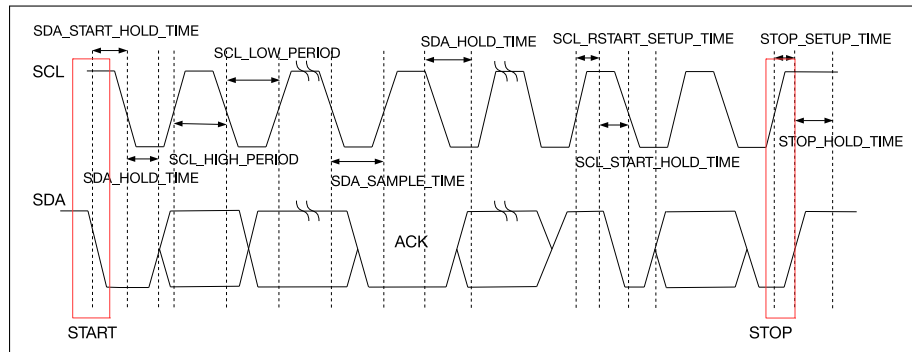 SDA_START_HOLD_TIME
SCL_LOW_PERIOD
SDA_HOLD_TIME
SCL_RSTART_SETUP_TIME
STOP_SETUP_TIME
SCL
SCL_HIGH_PERIOD
SDA_HOLD_TIME
SDA_SAMPLE_TIME
SCL_START_HOLD_TIME
STOP_HOLD_TIME
SDA
ACK
START
STOP